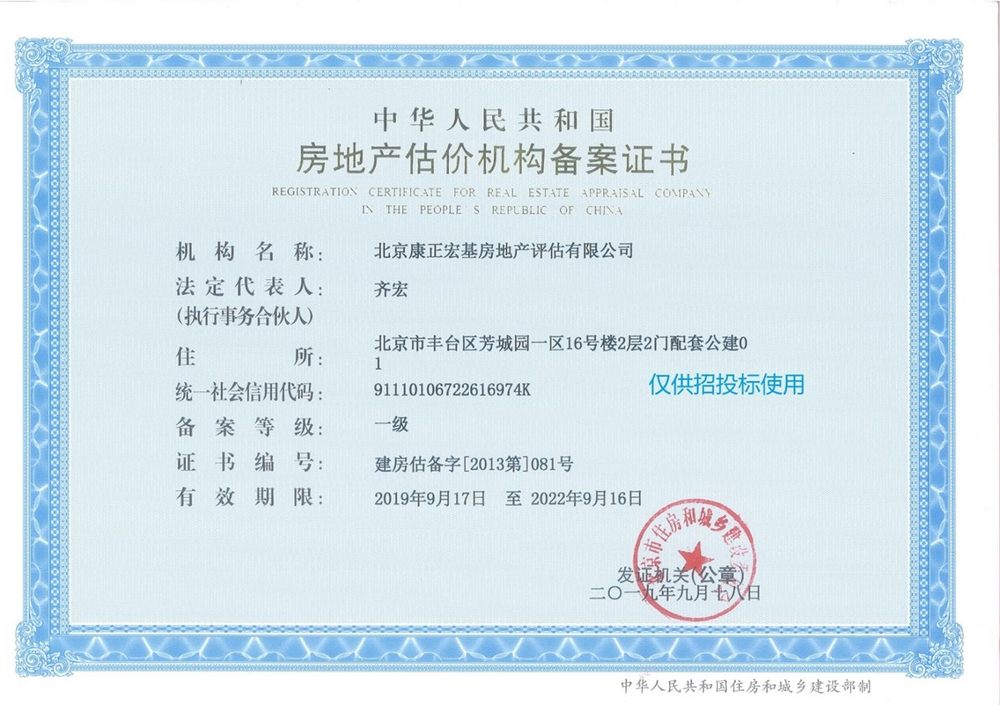 中华人民共和国
房地产估价机构备案证书
REGISTRATION CERTIFICATE FOR REAL ESTATE APPRAISAL COMPANY
IN THE PEOPLE'S REPUBLIC OF CHINA
机构名称: 北京康正宏基房地产评估有限公司
法定代表人: 齐宏
(执行事务合伙人)
住所: 北京市丰台区芳城园一区16号楼2层2门配套公建0
1
统一社会信用代码: 91110106722616974K
仅供招投标使用
备案等级: 一级
证书编号: 建房估备字[2013第]081号
有效期限: 2019年9月17日 至 2022年9月16日
北京市住房和城乡建设委员会
发证机关(公章)
二〇一九年九月十八日
中华人民共和国住房和城乡建设部制